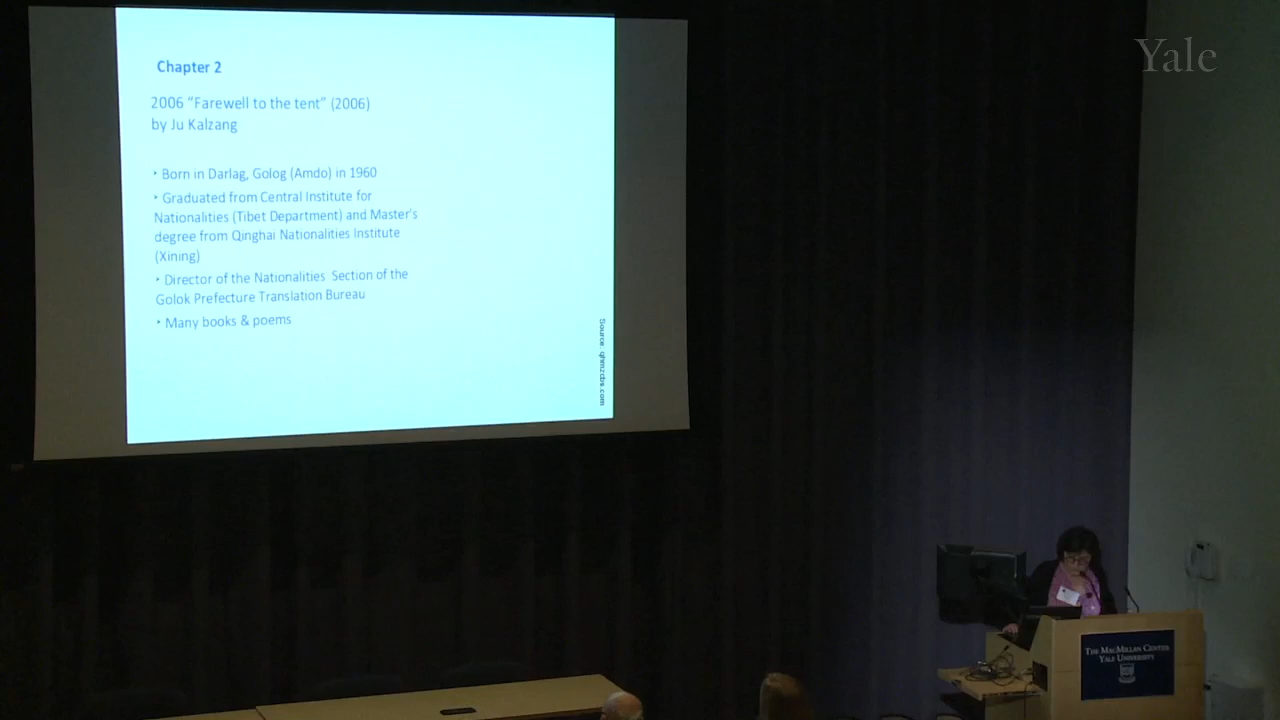 Chapter 2
2006 “Farewell to the tent” (2006)
by Ju Kalzang
‣ Born in Darlag, Golog (Amdo) in 1960
‣ Graduated from Central Institute for
Nationalities (Tibet Department) and Master's
degree from Qinghai Nationalities Institute
(Xining)
‣ Director of the Nationalities Section of the
Golok Prefecture Translation Bureau
‣ Many books & poems
Source: qhmzcbs.com
Yale
THE MACMILLAN CENTER
YALE UNIVERSITY